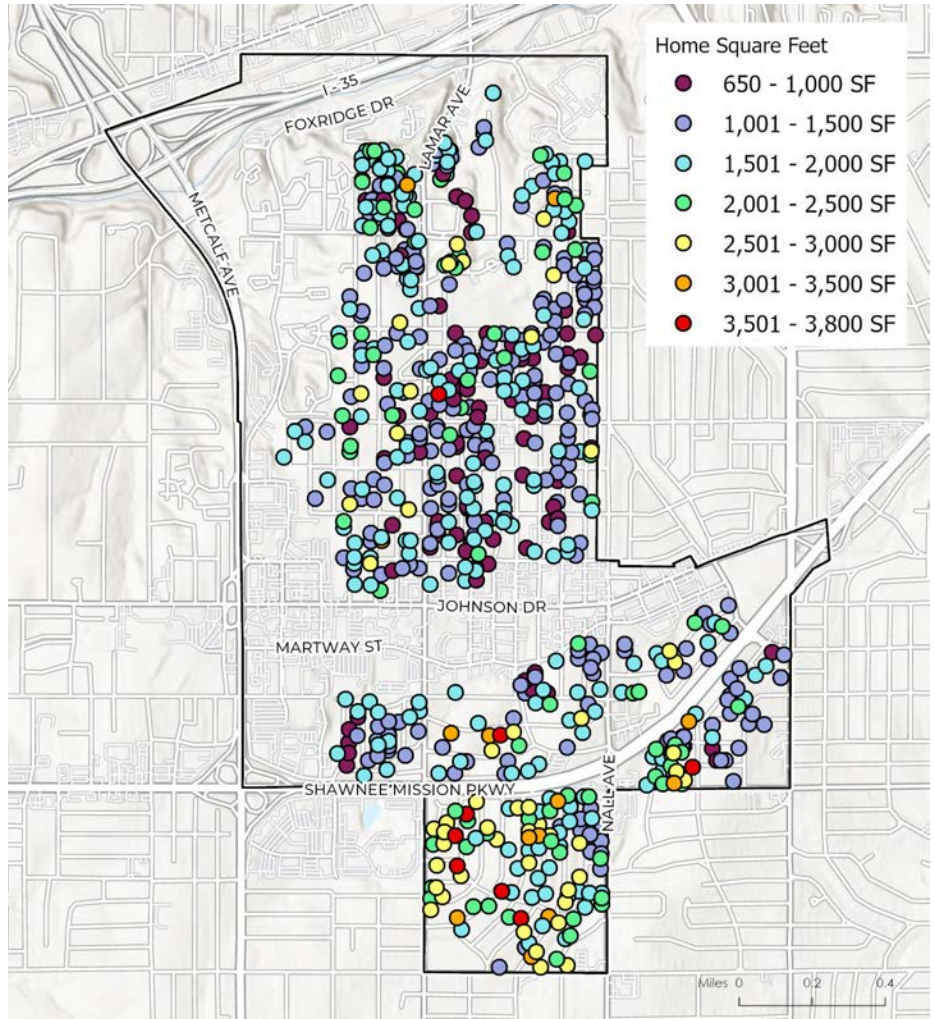 Home Square Feet
650 - 1,000 SF
1,001 - 1,500 SF
1,501 - 2,000 SF
2,001 - 2,500 SF
2,501 - 3,000 SF
3,001 - 3,500 SF
3,501 - 3,800 SF
I - 35
FOXRIDGE DR
LAMAR AVE
METCALF AVE
JOHNSON DR
MARTWAY ST
SHAWNEE MISSION PKWY
NALL AVE
Miles 0 0.2 0.4